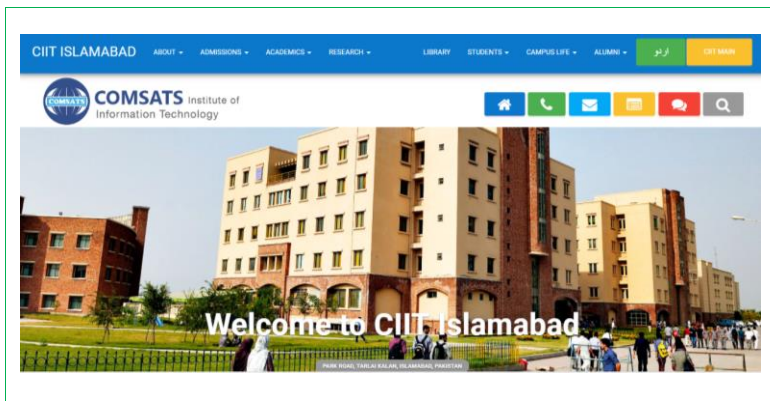 CIIT ISLAMABAD ABOUT ADMISSIONS ACADEMICS RESEARCH LIBRARY STUDENTS CAMPUS LIFE ALUMNI اردو CIIT MAIN
COMSATS COMSATS Institute of
Information Technology
Welcome to CIIT Islamabad
PARK ROAD, TARLAI KALAN, ISLAMABAD, PAKISTAN